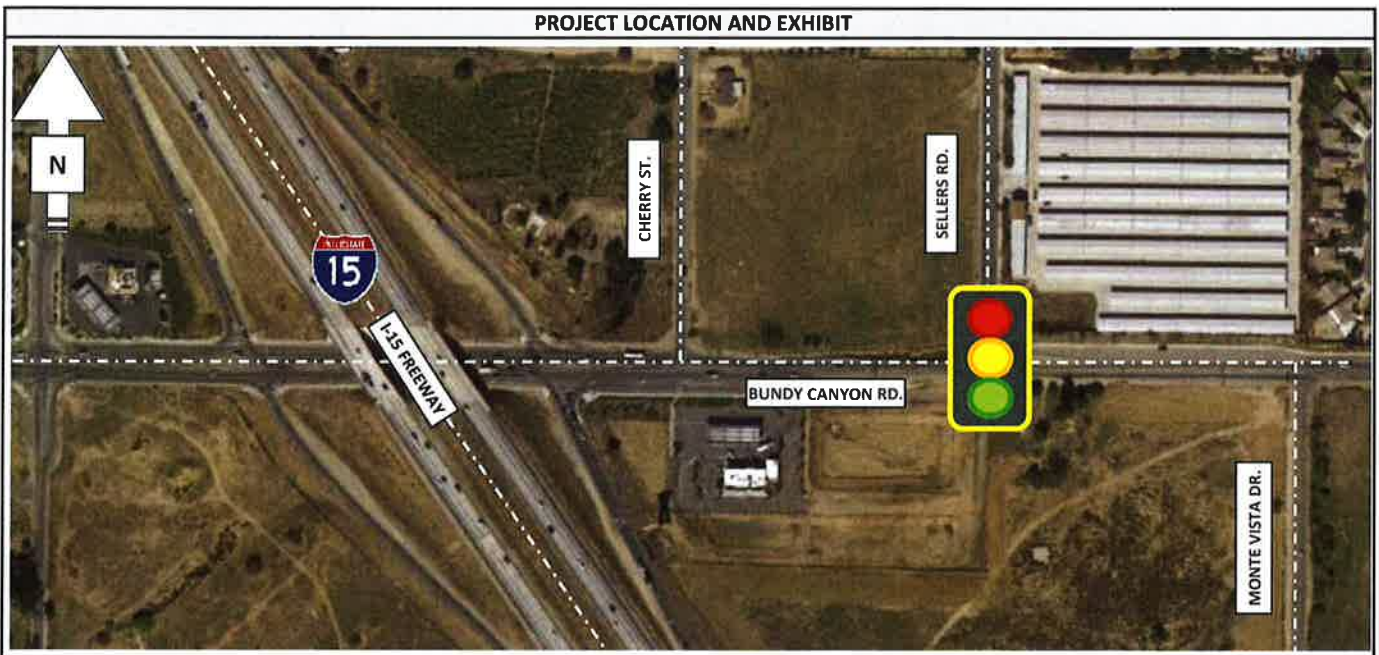 PROJECT LOCATION AND EXHIBIT
N
CHERRY ST.
SELLERS RD.
INTERSTATE
15
I-15 FREEWAY
BUNDY CANYON RD.
MONTE VISTA DR.